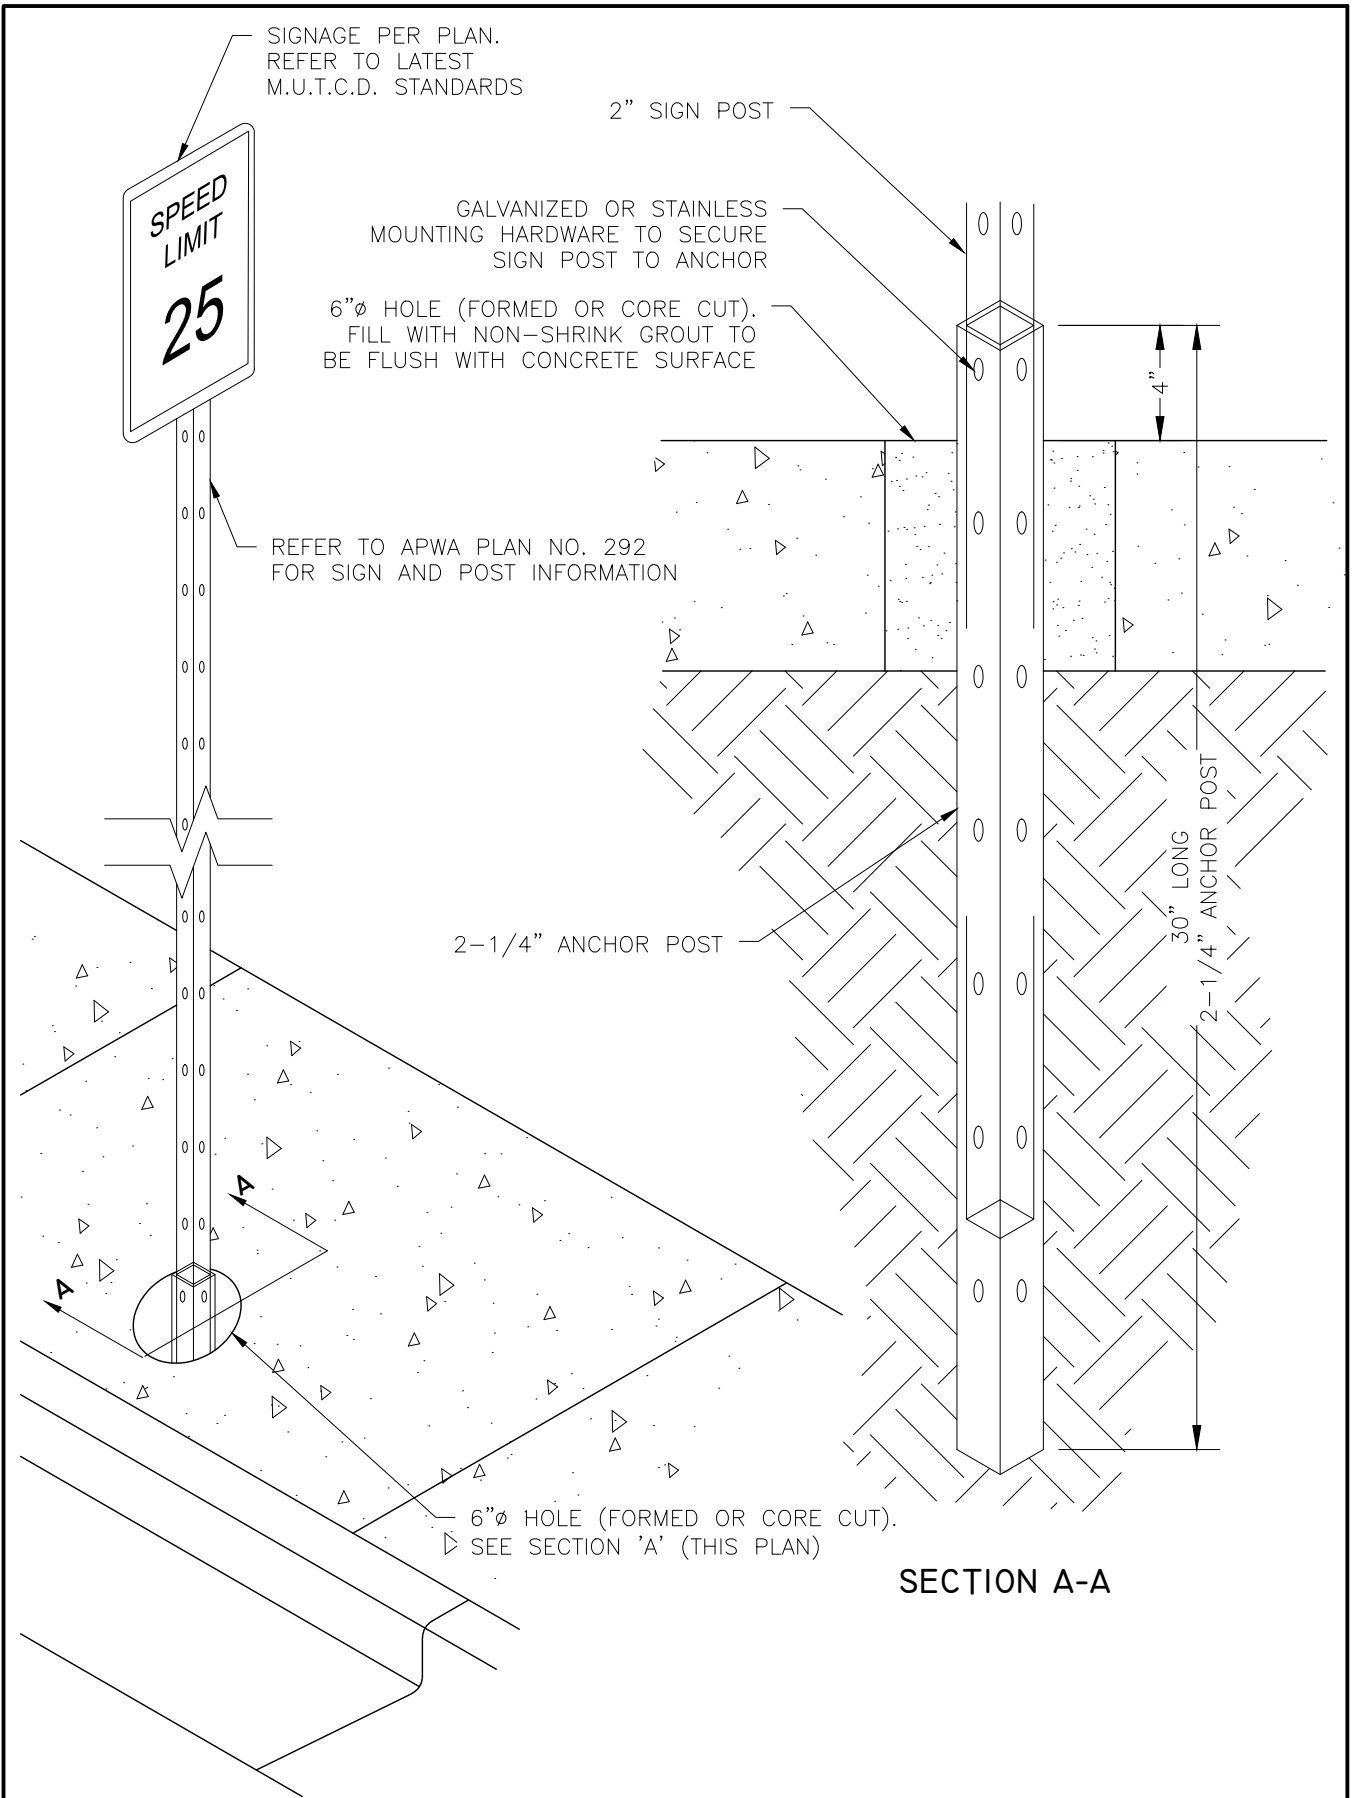 SIGNAGE PER PLAN.
REFER TO LATEST
M.U.T.C.D. STANDARDS
SPEED
LIMIT
25
REFER TO APWA PLAN NO. 292
FOR SIGN AND POST INFORMATION
A
A
6"ø HOLE (FORMED OR CORE CUT).
SEE SECTION 'A' (THIS PLAN)
2" SIGN POST
GALVANIZED OR STAINLESS
MOUNTING HARDWARE TO SECURE
SIGN POST TO ANCHOR
6"ø HOLE (FORMED OR CORE CUT).
FILL WITH NON-SHRINK GROUT TO
BE FLUSH WITH CONCRETE SURFACE
4"
2-1/4" ANCHOR POST
30" LONG
2-1/4" ANCHOR POST
SECTION A-A